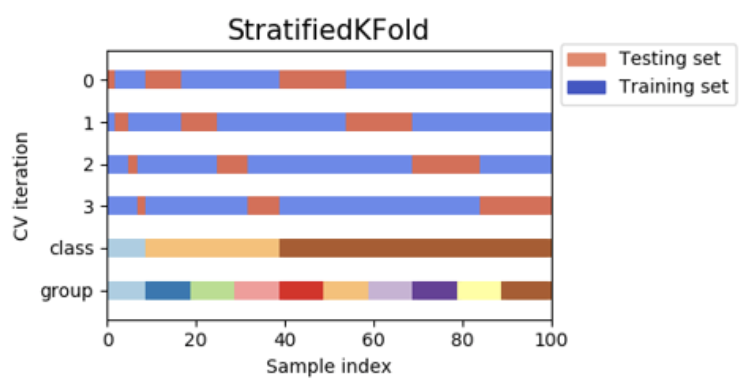 StratifiedKFold
Testing set
Training set
0
1
2
3
class
group
CV iteration
0 20 40 60 80 100
Sample index